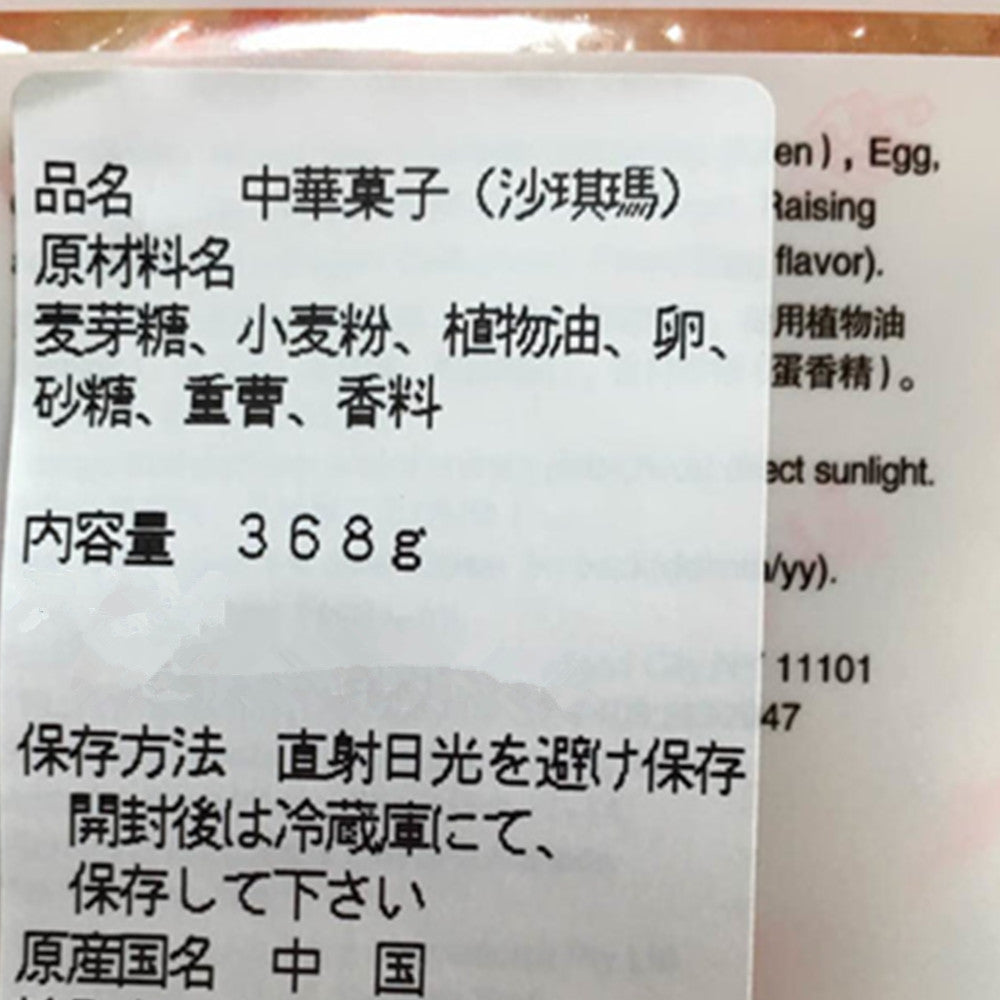 品名　　中華菓子（沙琪瑪）
原材料名
麦芽糖、小麦粉、植物油、卵、
砂糖、重曹、香料
内容量　３６８ｇ
保存方法　直射日光を避け保存
開封後は冷蔵庫にて、
保存して下さい
原産国名　中　国
), Egg,
Raising
flavor).
用植物油
蛋香精)。
sunlight.
/yy).
11101
47